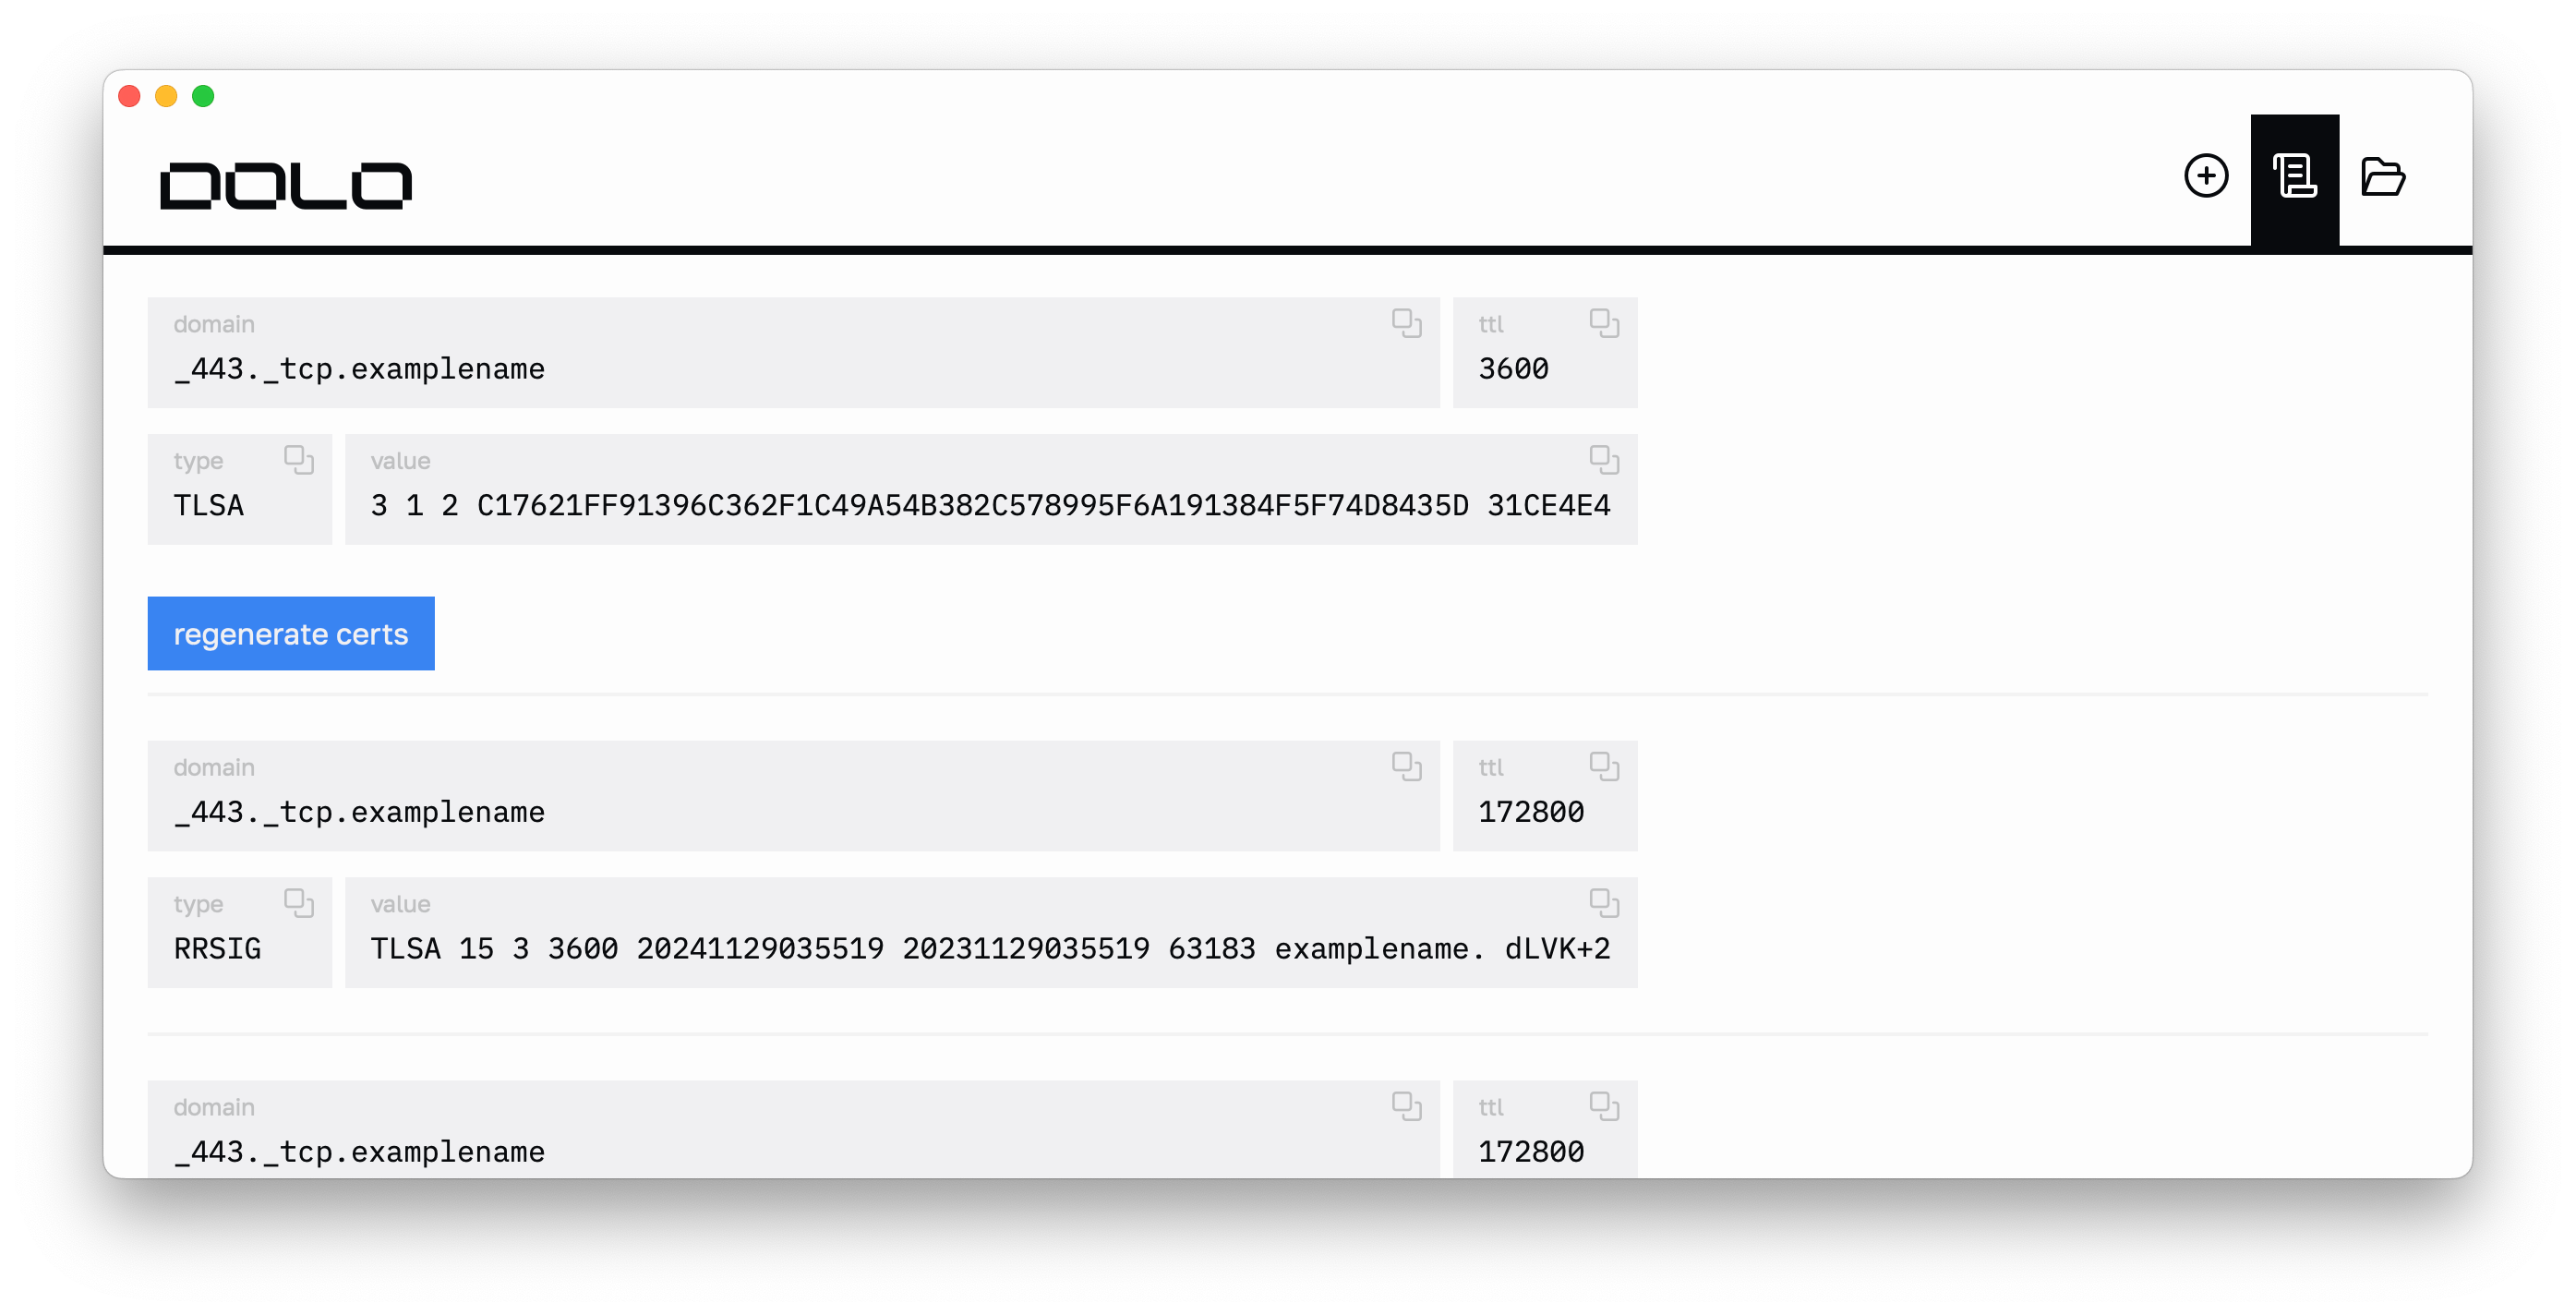 DOLO
domain
_443._tcp.examplename
ttl
3600
type
TLSA
value
3 1 2 C17621FF91396C362F1C49A54B382C578995F6A191384F5F74D8435D 31CE4E4
regenerate certs
domain
_443._tcp.examplename
ttl
172800
type
RRSIG
value
TLSA 15 3 3600 20241129035519 20231129035519 63183 examplename. dLVK+2
domain
_443._tcp.examplename
ttl
172800